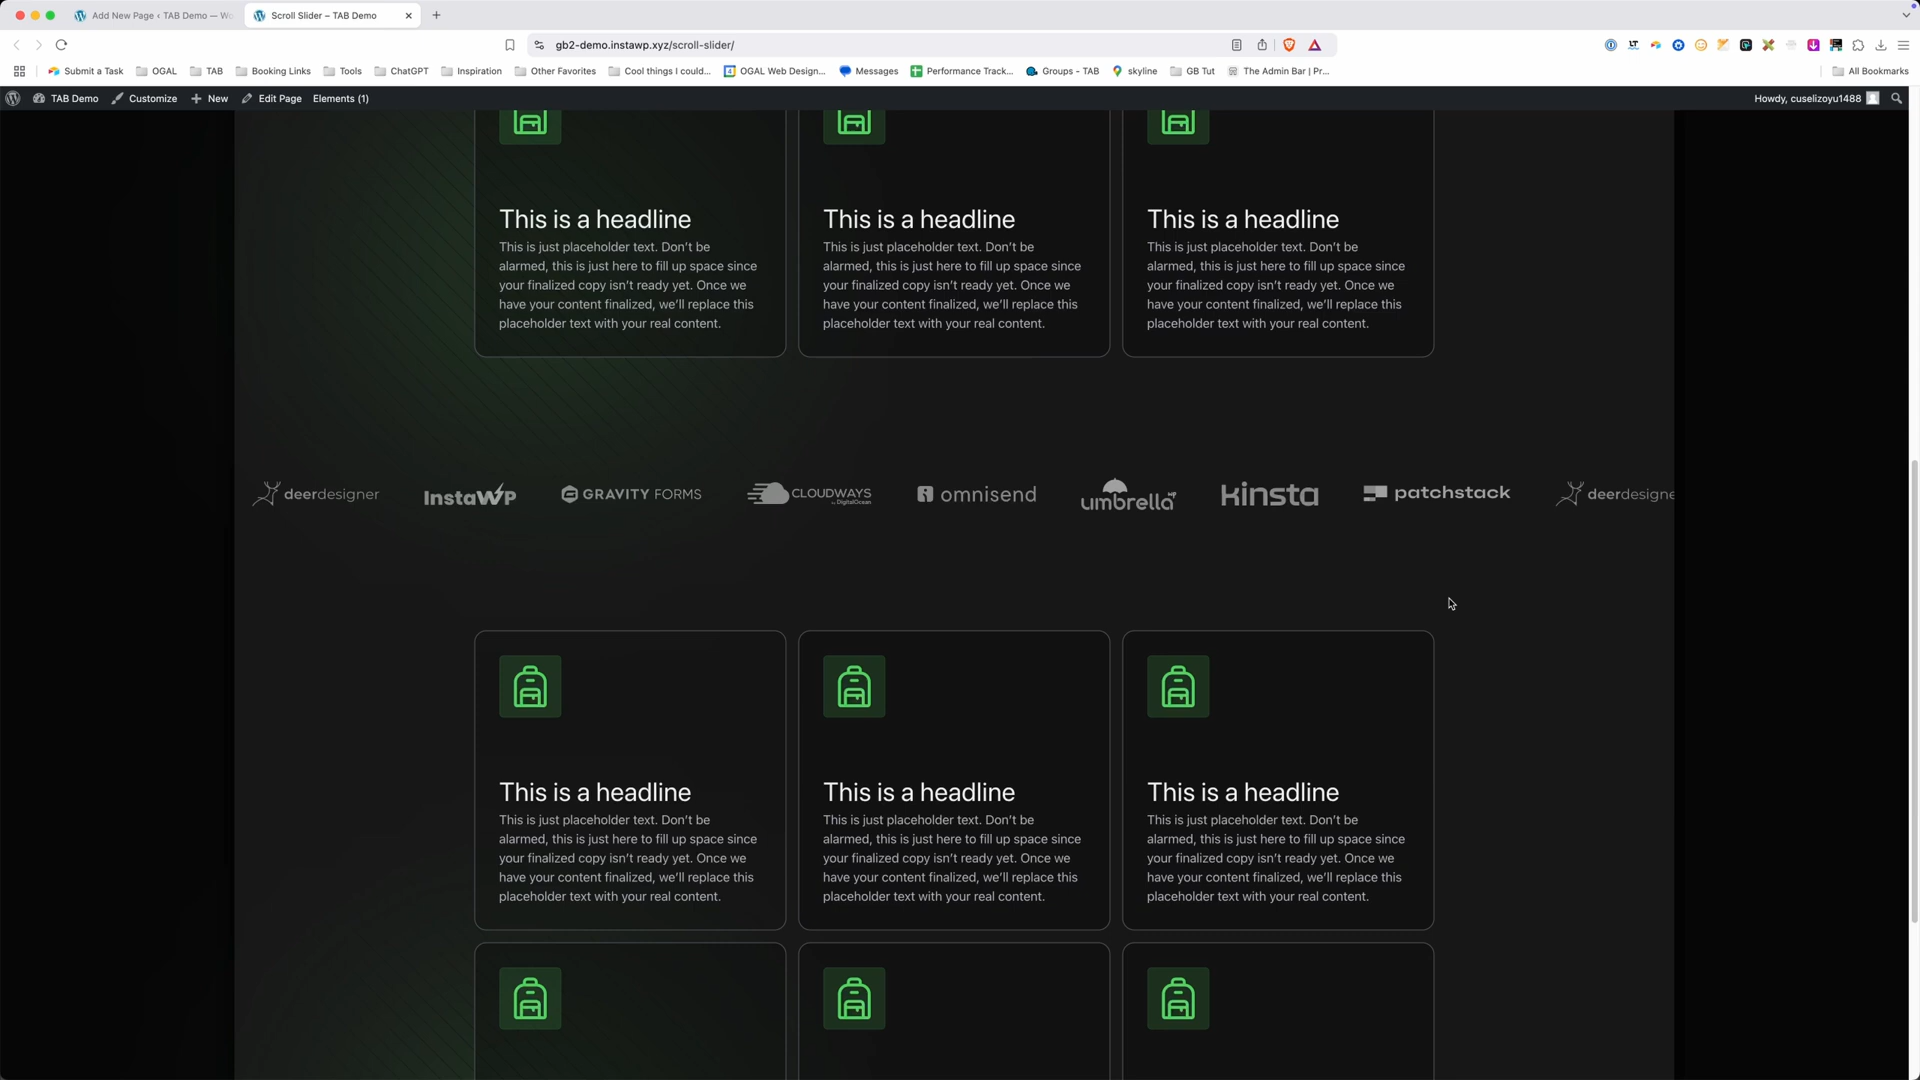 Add New Page ‹ TAB Demo — Wo
Scroll Slider – TAB Demo
gb2-demo.instawp.xyz/scroll-slider/
Submit a Task
OGAL
TAB
Booking Links
Tools
ChatGPT
Inspiration
Other Favorites
Cool things I could...
OGAL Web Design...
Messages
Performance Track...
Groups - TAB
skyline
GB Tut
The Admin Bar | Pr...
All Bookmarks
TAB Demo
Customize
New
Edit Page
Elements (1)
Howdy, cuselizoyu1488
This is a headline
This is just placeholder text. Don't be
alarmed, this is just here to fill up space since
your finalized copy isn't ready yet. Once we
have your content finalized, we'll replace this
placeholder text with your real content.
This is a headline
This is just placeholder text. Don't be
alarmed, this is just here to fill up space since
your finalized copy isn't ready yet. Once we
have your content finalized, we'll replace this
placeholder text with your real content.
This is a headline
This is just placeholder text. Don't be
alarmed, this is just here to fill up space since
your finalized copy isn't ready yet. Once we
have your content finalized, we'll replace this
placeholder text with your real content.
deerdesigner
InstaWP
GRAVITY FORMS
CLOUDWAYS
by DigitalOcean
omnisend
umbrella
WP
kinsta
patchstack
deerdesigne
This is a headline
This is just placeholder text. Don't be
alarmed, this is just here to fill up space since
your finalized copy isn't ready yet. Once we
have your content finalized, we'll replace this
placeholder text with your real content.
This is a headline
This is just placeholder text. Don't be
alarmed, this is just here to fill up space since
your finalized copy isn't ready yet. Once we
have your content finalized, we'll replace this
placeholder text with your real content.
This is a headline
This is just placeholder text. Don't be
alarmed, this is just here to fill up space since
your finalized copy isn't ready yet. Once we
have your content finalized, we'll replace this
placeholder text with your real content.